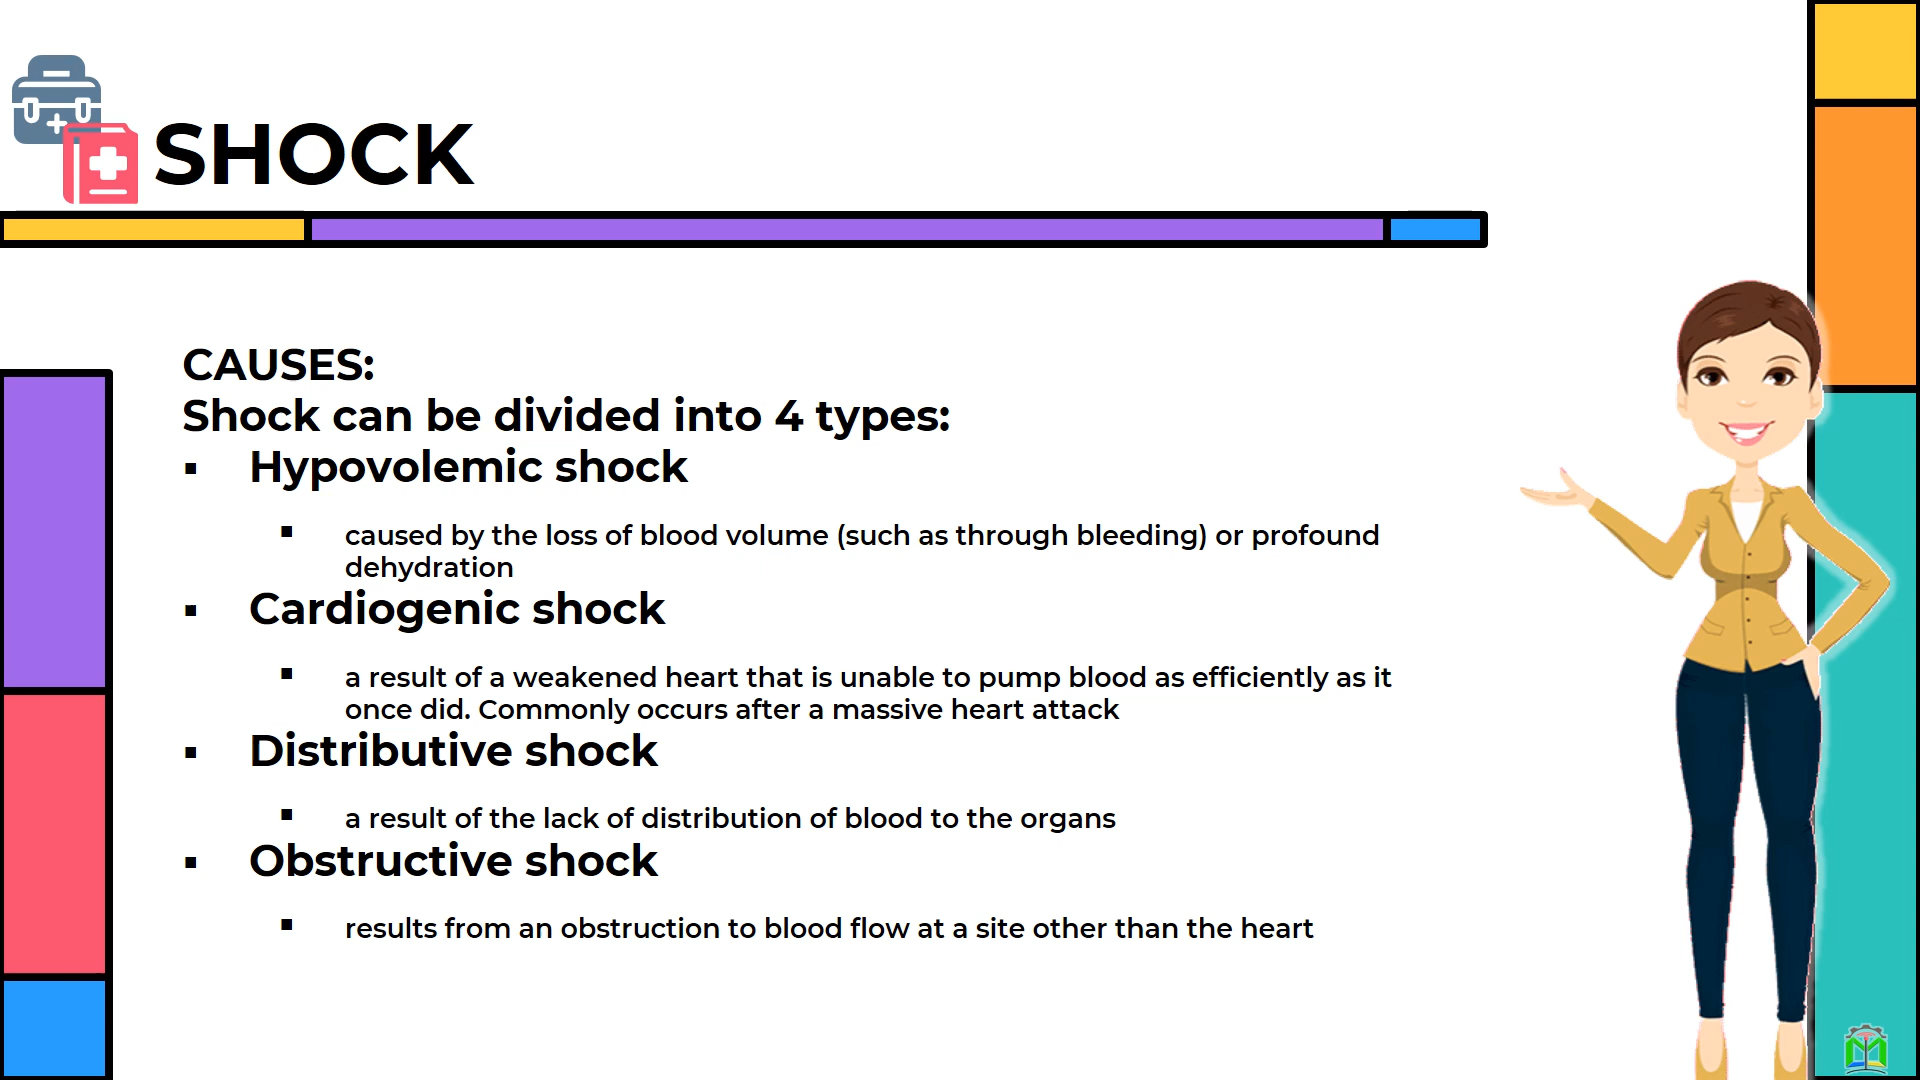 SHOCK
CAUSES:
Shock can be divided into 4 types:
▪ Hypovolemic shock
▪ caused by the loss of blood volume (such as through bleeding) or profound
dehydration
▪ Cardiogenic shock
▪ a result of a weakened heart that is unable to pump blood as efficiently as it
once did. Commonly occurs after a massive heart attack
▪ Distributive shock
▪ a result of the lack of distribution of blood to the organs
▪ Obstructive shock
▪ results from an obstruction to blood flow at a site other than the heart